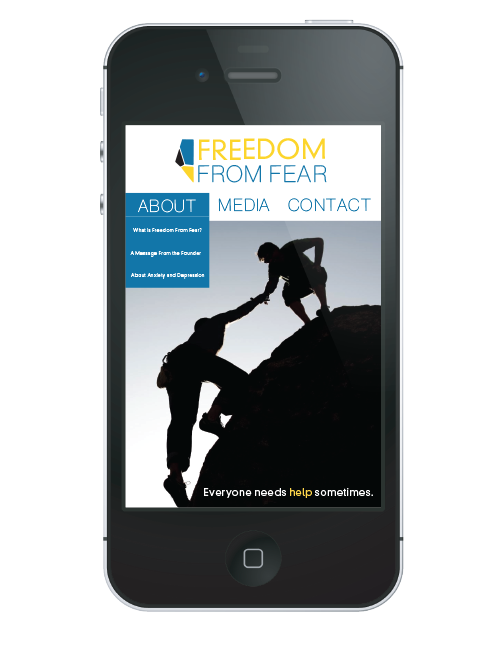 FREEDOM
FROM FEAR
ABOUT MEDIA CONTACT
What Is Freedom From Fear?
A Message From the Founder
About Anxiety and Depression
Everyone needs help sometimes.